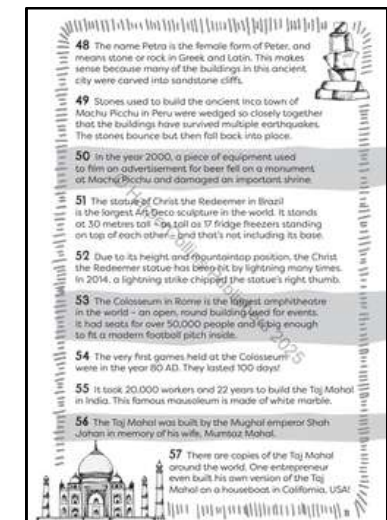 48 The name Petra is the female form of Peter, and
means stone or rock in Greek and Latin. This makes
sense because many of the buildings in this ancient
city were carved into sandstone cliffs.
49 Stones used to build the ancient Inca town of
Machu Picchu in Peru were wedged so closely together
that the buildings have survived multiple earthquakes.
The stones bounce but then fall back into place.
50 In the year 2000, a piece of equipment used
to film an advertisement for beer fell on a monument
at Machu Picchu and damaged an important shrine.
51 The statue of Christ the Redeemer in Brazil
is the largest Art Deco sculpture in the world. It stands
at 30 metres tall – as tall as 17 fridge freezers standing
on top of each other – and that's not including its base.
52 Due to its height and mountaintop position, the Christ
the Redeemer statue has been hit by lightning many times.
In 2014, a lightning strike chipped the statue's right thumb.
53 The Colosseum in Rome is the largest amphitheatre
in the world – an open, round building used for events.
It had seats for over 50,000 people and is big enough
to fit a modern football pitch inside.
54 The very first games held at the Colosseum
were in the year 80 AD. They lasted 100 days!
55 It took 20,000 workers and 22 years to build the Taj Mahal
in India. This famous mausoleum is made of white marble.
56 The Taj Mahal was built by the Mughal emperor Shah
Jahan in memory of his wife, Mumtaz Mahal.
57 There are copies of the Taj Mahal
around the world. One entrepreneur
even built his own version of the Taj
Mahal on a houseboat in California, USA!
2025